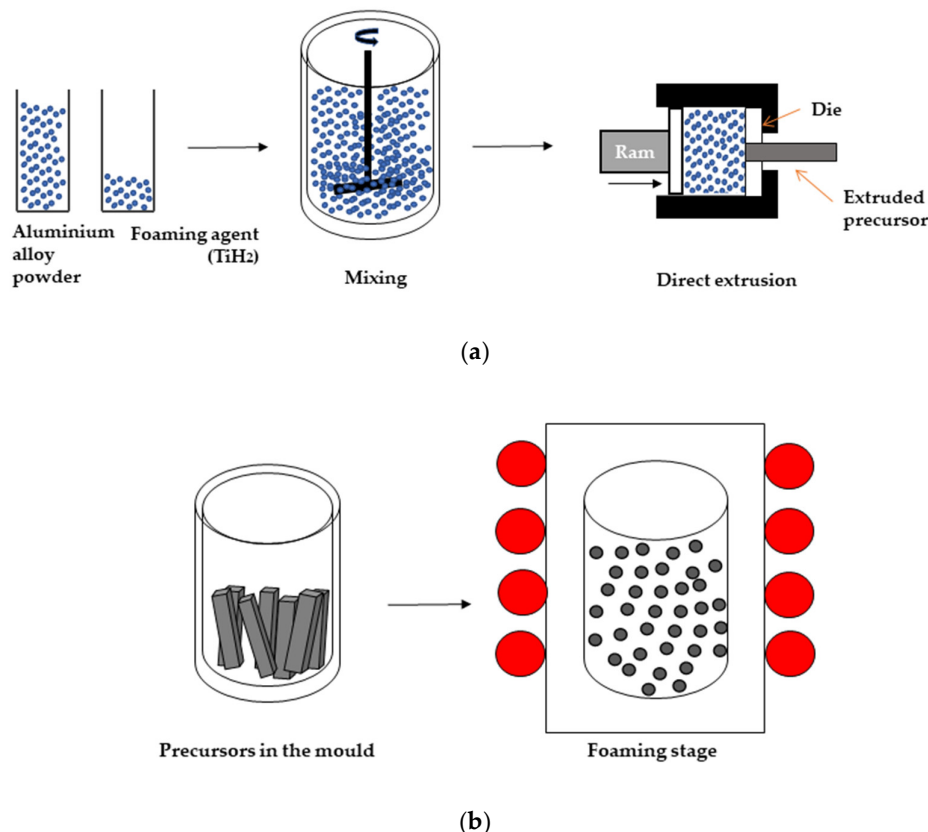 Aluminium
alloy
powder
Foaming agent
(TiH2)
Mixing
Ram
Die
Extruded
precursor
Direct extrusion
(a)
Precursors in the mould
Foaming stage
(b)